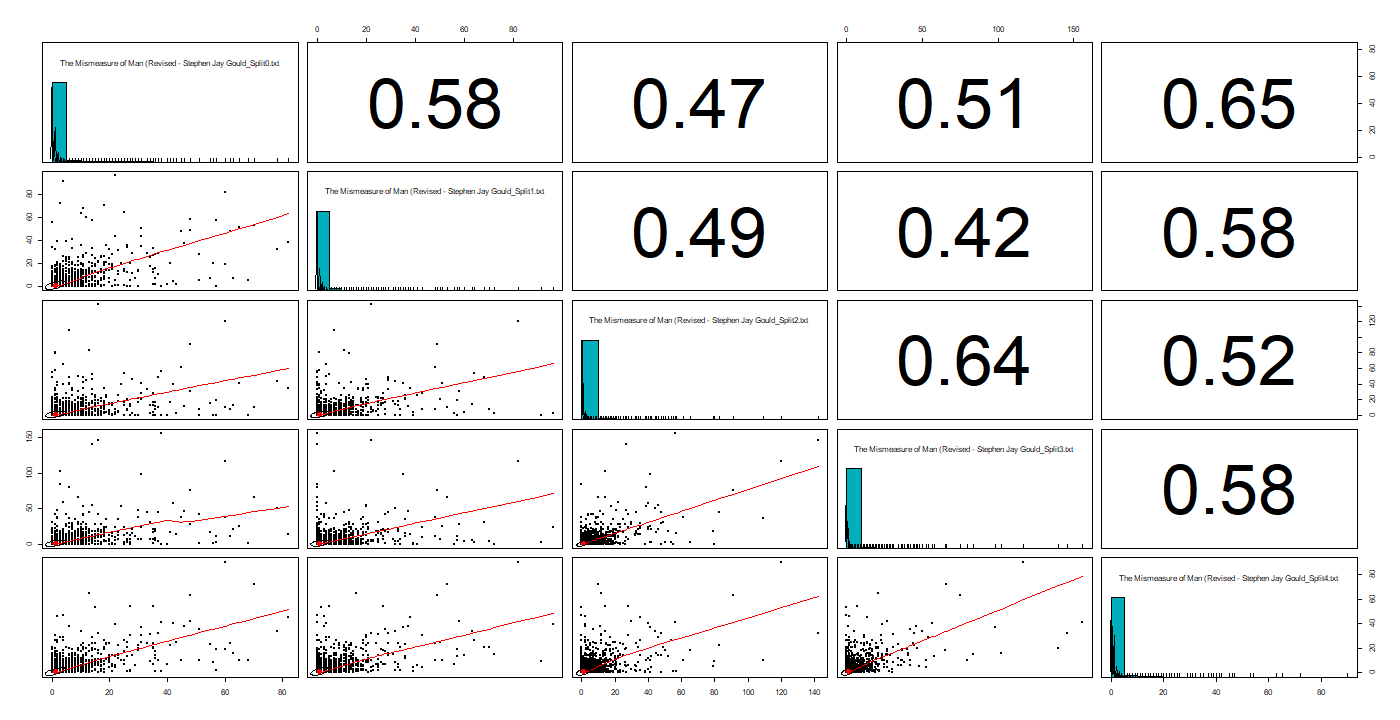 0 20 40 60 80
0 50 100 150
The Mismeasure of Man (Revised - Stephen Jay Gould_Split0.txt
0.58
0.47
0.51
0.65
0 20 40 60 80
0 20 40 60 80
The Mismeasure of Man (Revised - Stephen Jay Gould_Split1.txt
0.49
0.42
0.58
The Mismeasure of Man (Revised - Stephen Jay Gould_Split2.txt
0.64
0.52
0 20 40 60 80 120
0 50 100 150
The Mismeasure of Man (Revised - Stephen Jay Gould_Split3.txt
0.58
The Mismeasure of Man (Revised - Stephen Jay Gould_Split4.txt
0 20 40 60 80
0 20 40 60 80
0 20 40 60 80 100 120 140
0 20 40 60 80